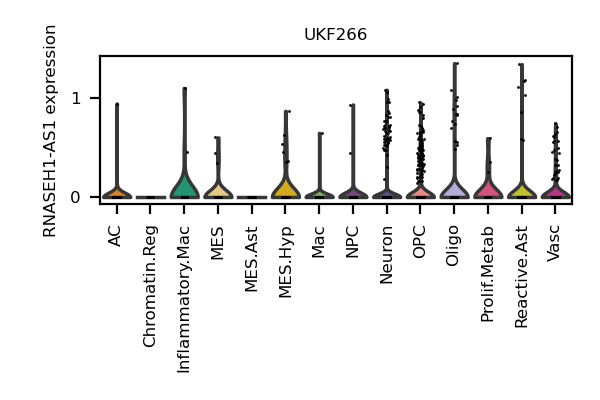 UKF266
RNASEH1-AS1 expression
1
0
AC
Chromatin.Reg
Inflammatory.Mac
MES
MES.Ast
MES.Hyp
Mac
NPC
Neuron
OPC
Oligo
Prolif.Metab
Reactive.Ast
Vasc